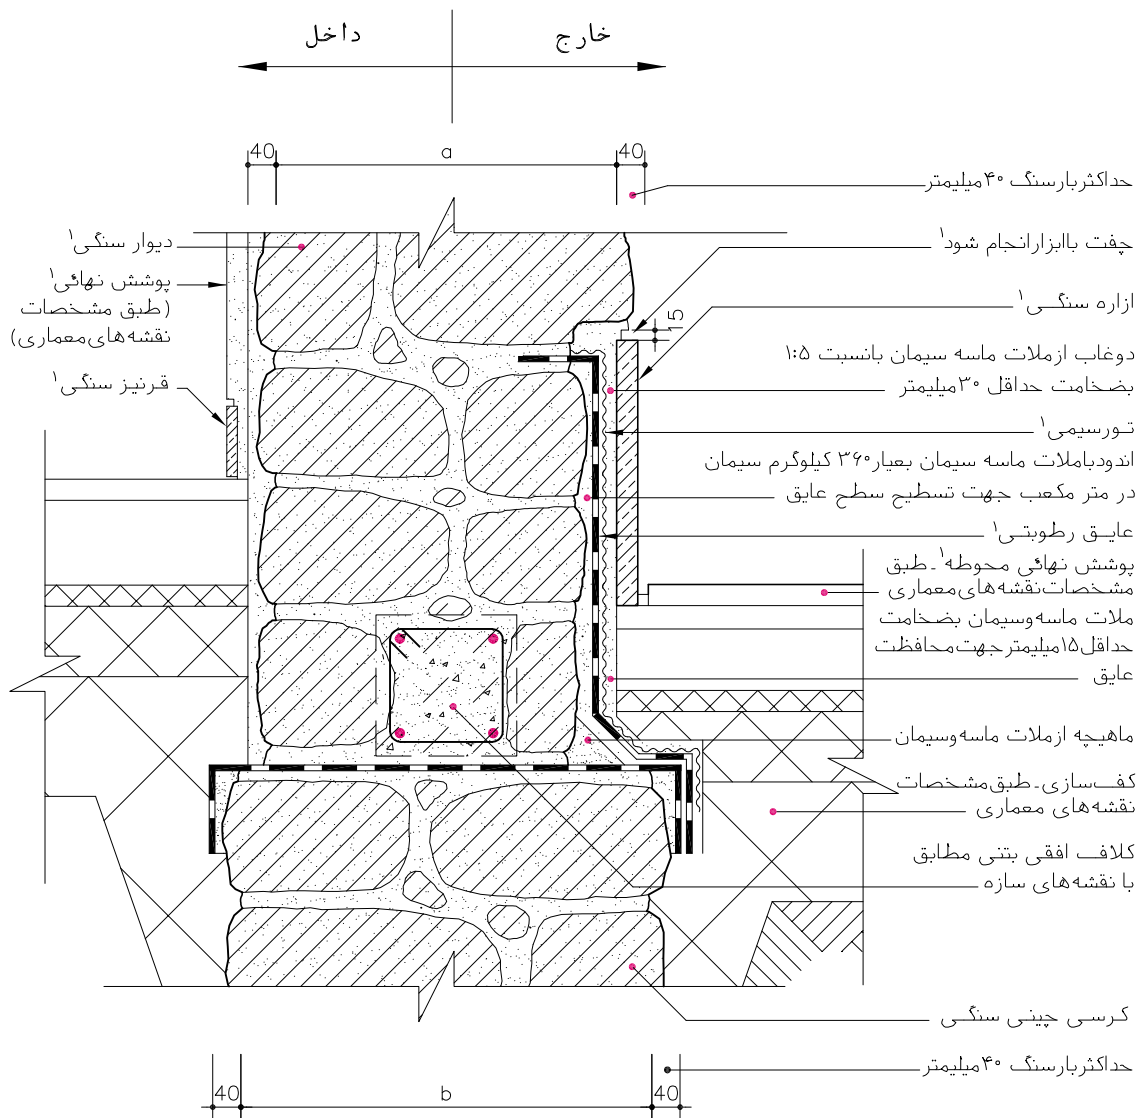 خارج
داخل
40
a
40
حداکثربارسنگ ۴۰میلیمتر
دیوار سنگی۱
چفت باابزارانجام شود۱
پوشش نهائی۱
(طبق مشخصات
نقشه‌های‌معماری)
ازاره سنگی۱
15
دوغاب ازملات ماسه سیمان بانسبت ۱:۵
بضخامت حداقل ۳۰میلیمتر
قرنیز سنگی۱
تورسیمی۱
اندودباملات ماسه سیمان بعیار۳۶۰ کیلوگرم سیمان
در متر مکعب جهت تسطیح سطح عایق
عایق رطوبتی۱
پوشش نهائی محوطه۱-طبق
مشخصات‌نقشه‌های‌معماری
ملات ماسه‌وسیمان بضخامت
حداقل۱۵میلیمترجهت‌محافظت
عایق
ماهیچه ازملات ماسه‌وسیمان
کف‌سازی-طبق‌مشخصات
نقشه‌های معماری
کلاف افقی بتنی مطابق
با نقشه‌های سازه
کرسی چینی سنگی
حداکثربارسنگ ۴۰میلیمتر
40
b
40